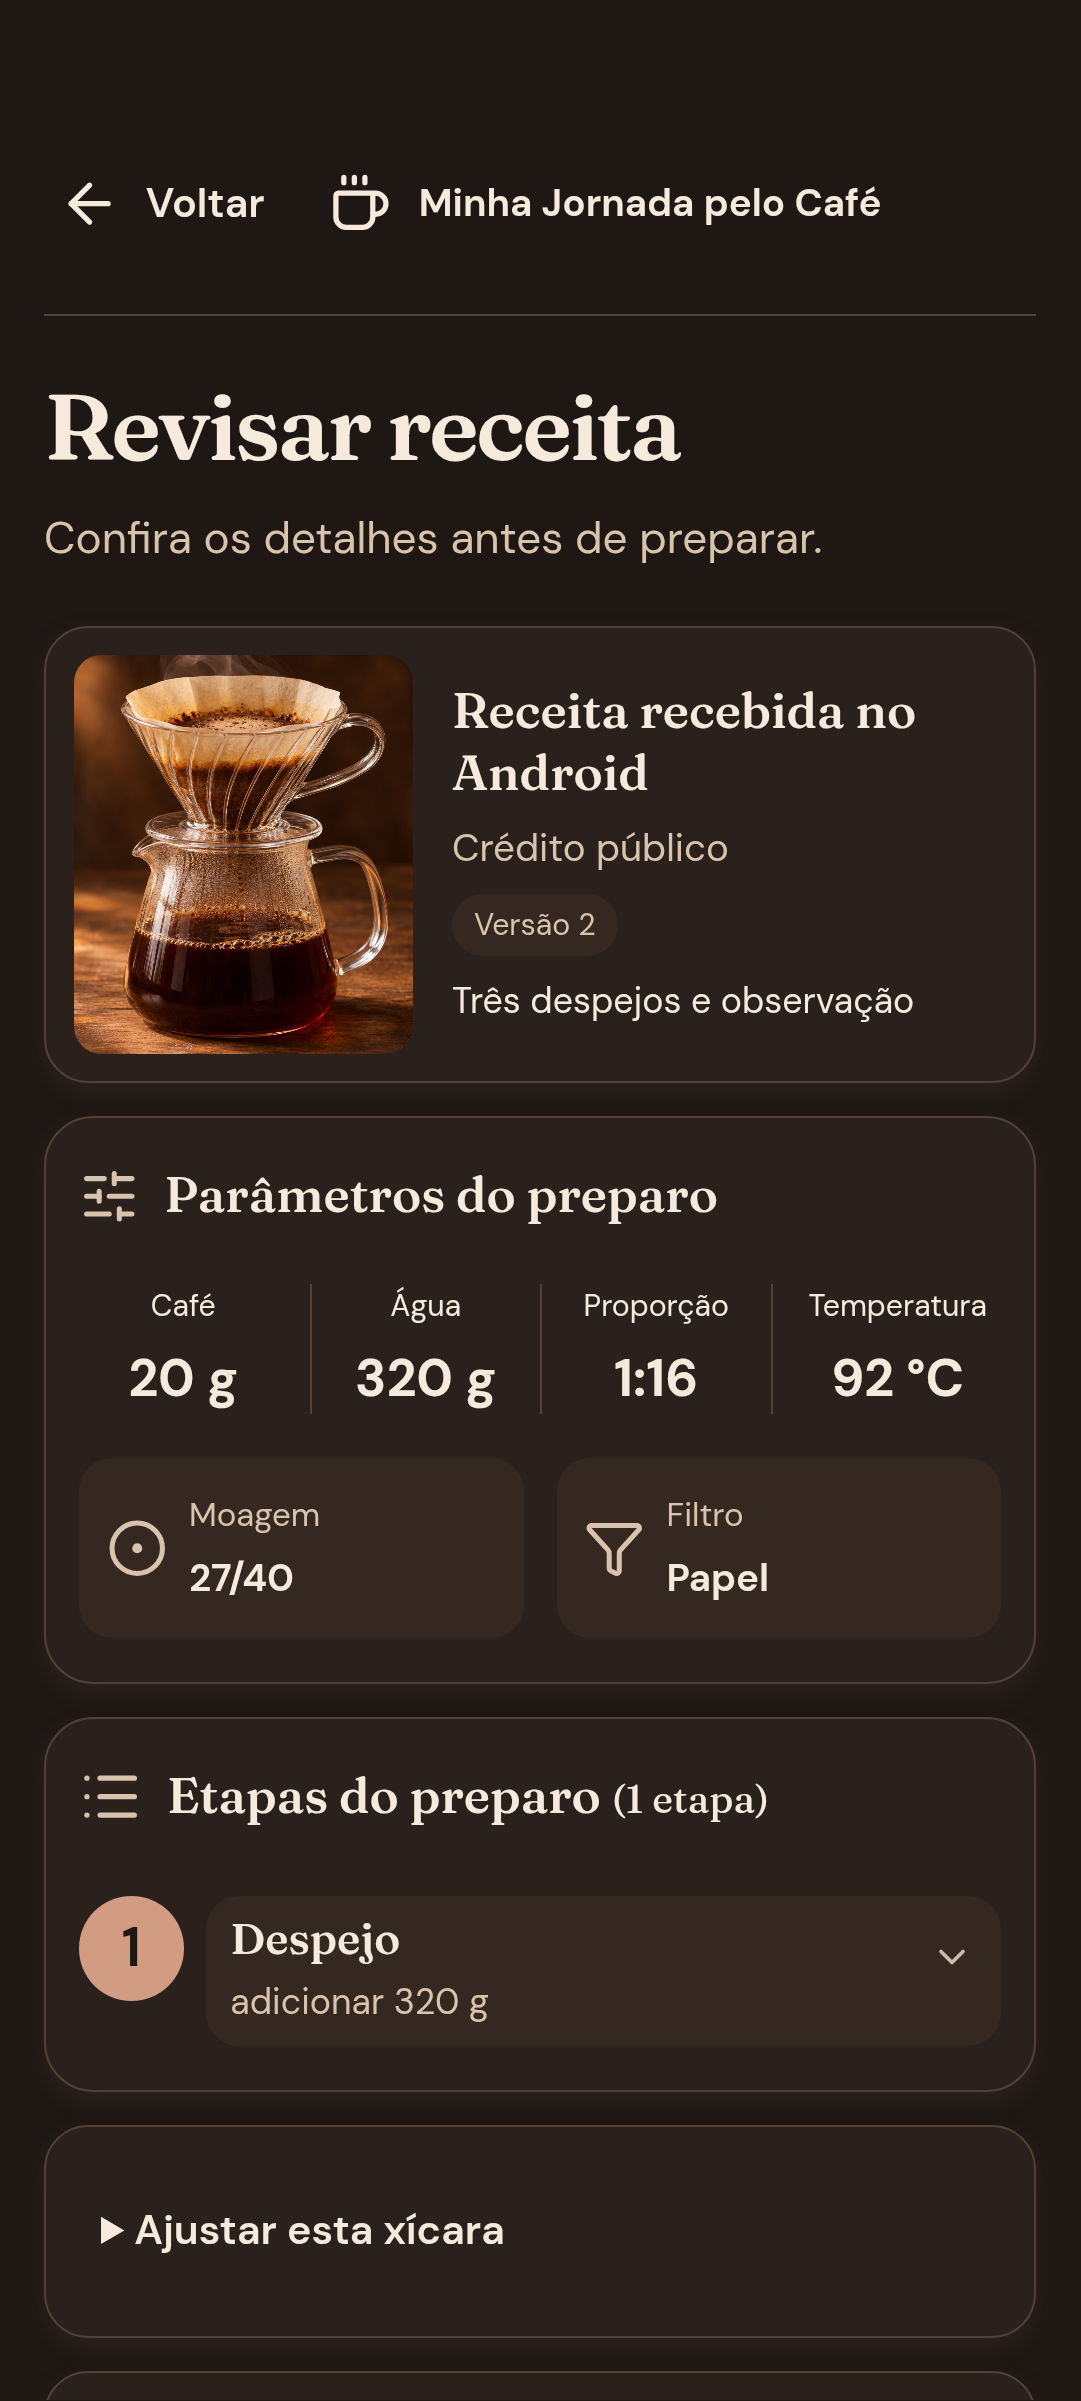 Voltar
Minha Jornada pelo Café
Revisar receita
Confira os detalhes antes de preparar.
Receita recebida no
Android
Crédito público
Versão 2
Três despejos e observação
Parâmetros do preparo
Café
20 g
Água
320 g
Proporção
1:16
Temperatura
92 °C
Moagem
27/40
Filtro
Papel
Etapas do preparo (1 etapa)
1
Despejo
adicionar 320 g
Ajustar esta xícara